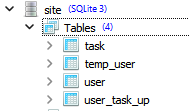 site (SQLite 3)
Tables (4)
task
temp_user
user
user_task_up